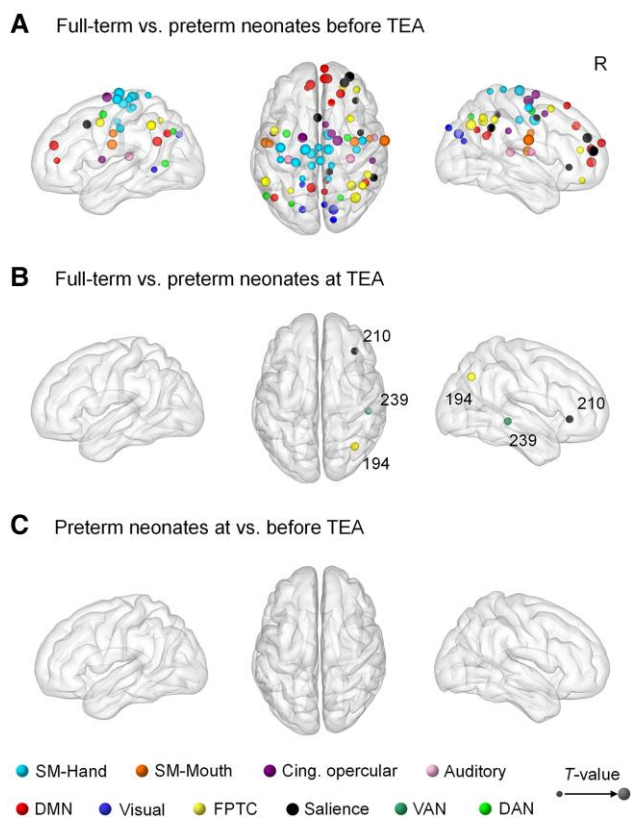 A Full-term vs. preterm neonates before TEA
R
B Full-term vs. preterm neonates at TEA
210
239
194
194
239
210
C Preterm neonates at vs. before TEA
SM-Hand SM-Mouth Cing. opercular Auditory
T-value
DMN Visual FPTC Salience VAN DAN